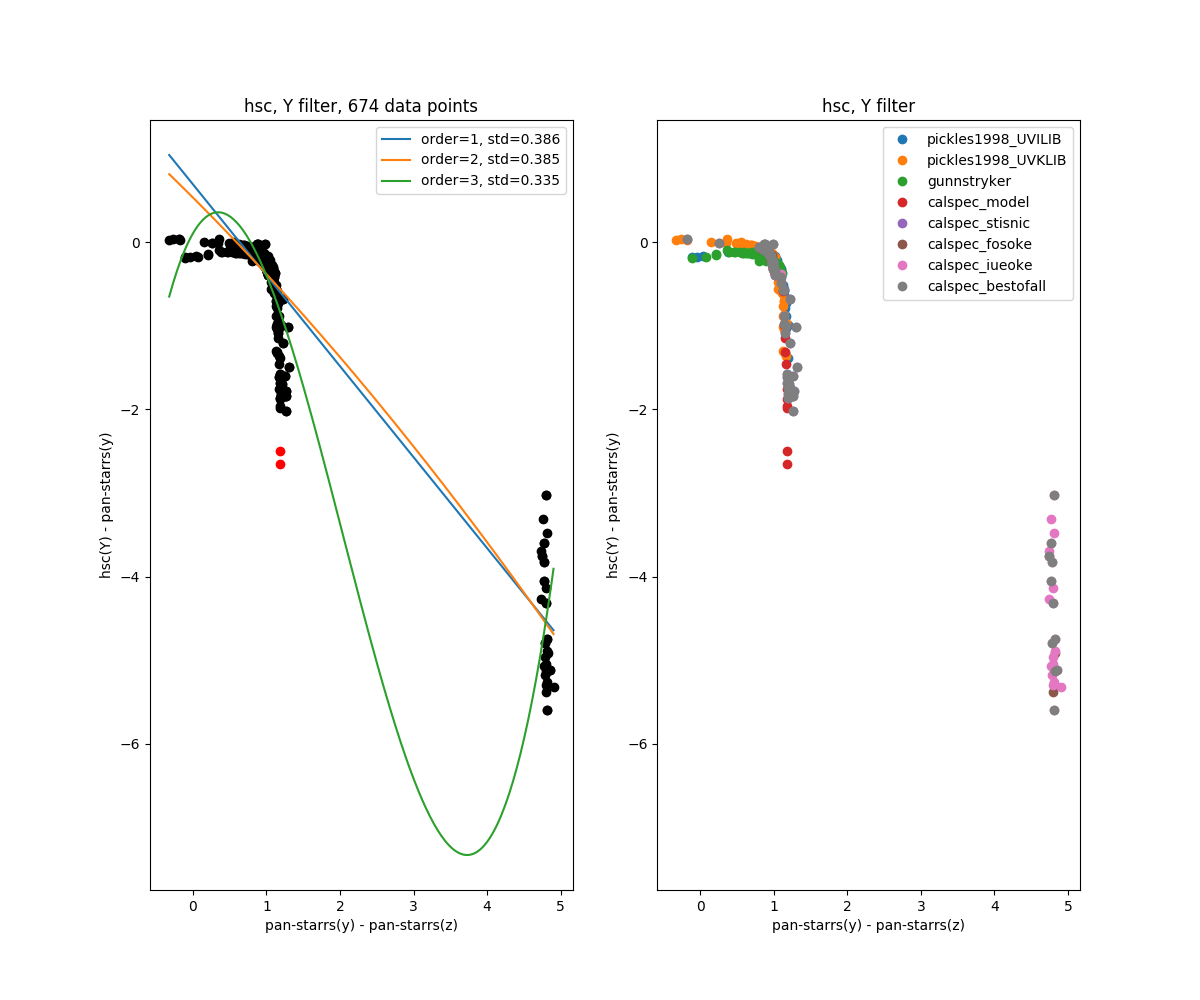 hsc, Y filter, 674 data points
order=1, std=0.386
order=2, std=0.385
order=3, std=0.335
0
−2
−4
−6
hsc(Y) - pan-starrs(y)
0 1 2 3 4 5
pan-starrs(y) - pan-starrs(z)
hsc, Y filter
pickles1998_UVILIB
pickles1998_UVKLIB
gunnstryker
calspec_model
calspec_stisnic
calspec_fosoke
calspec_iueoke
calspec_bestofall
0
−2
−4
−6
hsc(Y) - pan-starrs(y)
0 1 2 3 4 5
pan-starrs(y) - pan-starrs(z)